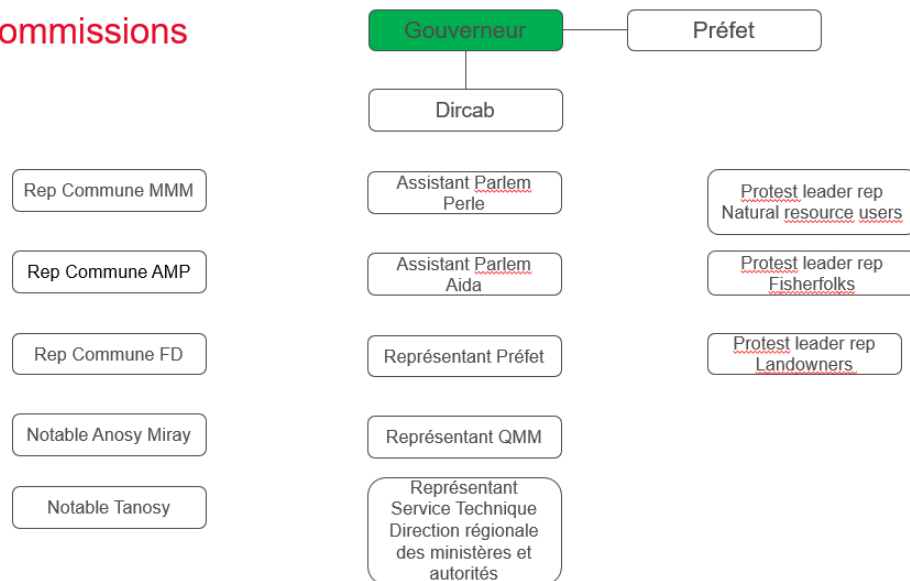 ommissions
Gouverneur
Préfet
Dircab
Rep Commune MMM
Rep Commune AMP
Rep Commune FD
Notable Anosy Miray
Notable Tanosy
Assistant Parlem
Perle
Assistant Parlem
Aida
Représentant Préfet
Représentant QMM
Représentant
Service Technique
Direction régionale
des ministères et
autorités
Protest leader rep
Natural resource users
Protest leader rep
Fisherfolks
Protest leader rep
Landowners